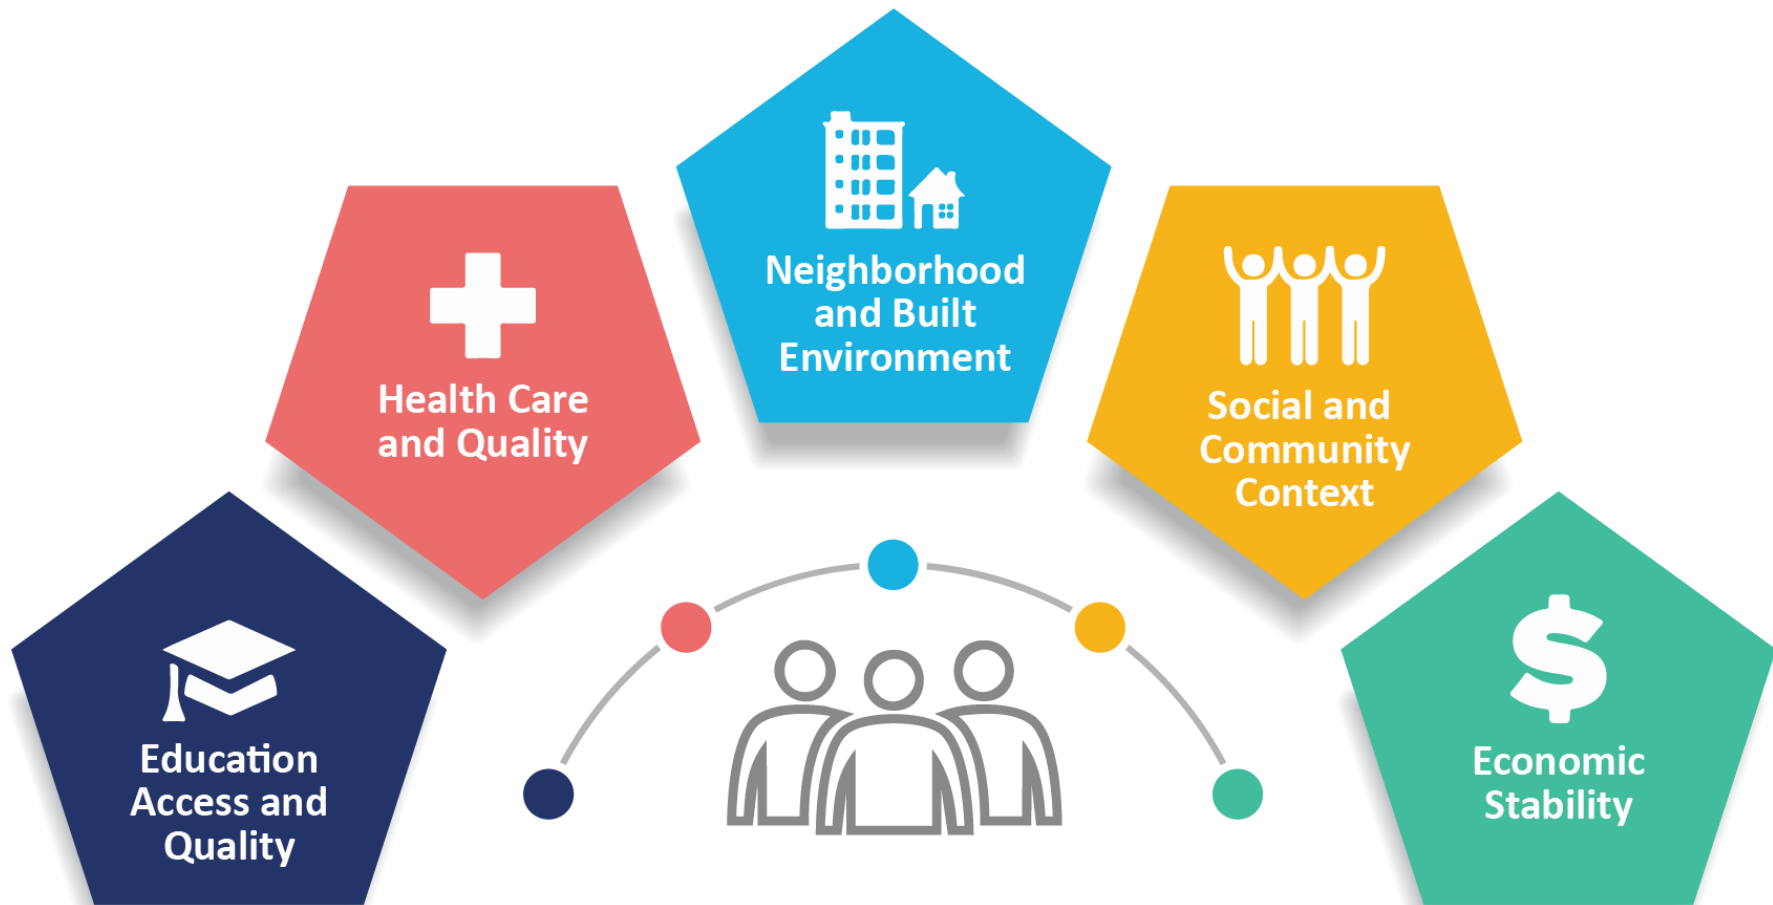 Education
Access and
Quality
Health Care
and Quality
Neighborhood
and Built
Environment
Social and
Community
Context
Economic
Stability